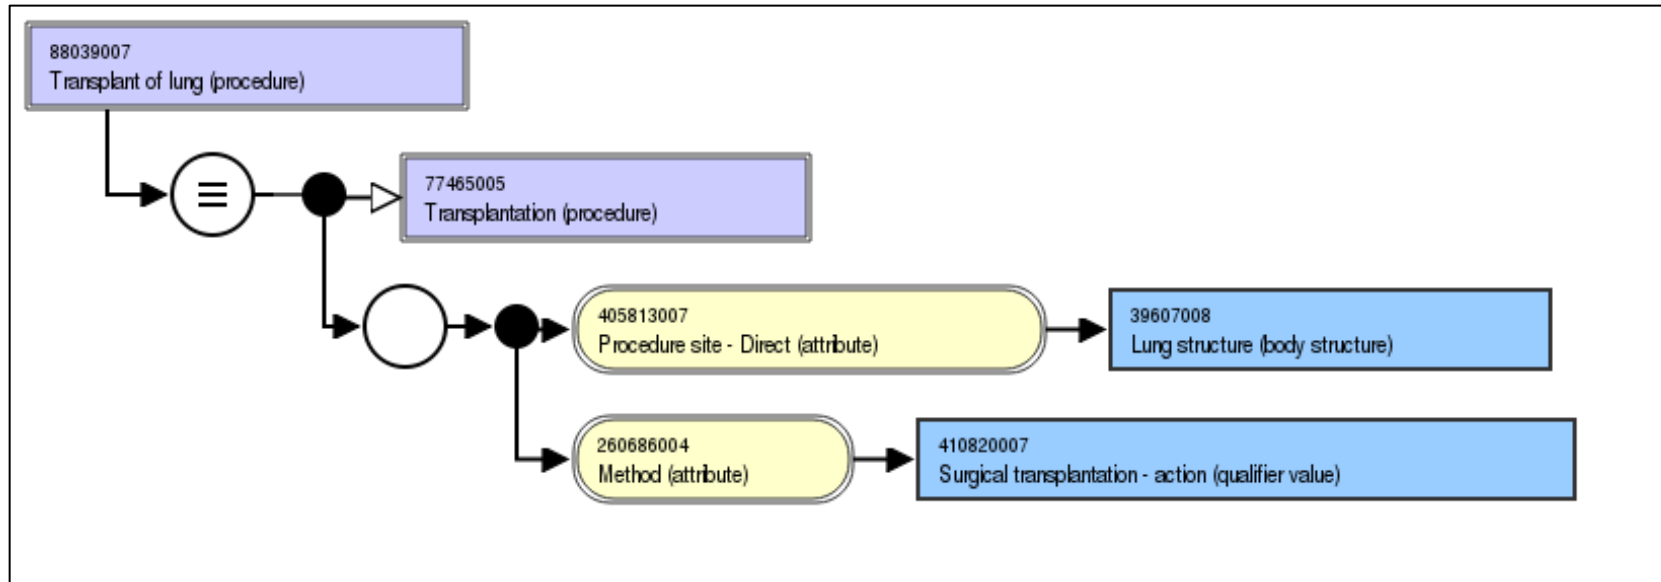 88039007
Transplant of lung (procedure)
77465005
Transplantation (procedure)
405813007
Procedure site - Direct (attribute)
39607008
Lung structure (body structure)
260686004
Method (attribute)
410820007
Surgical transplantation - action (qualifier value)